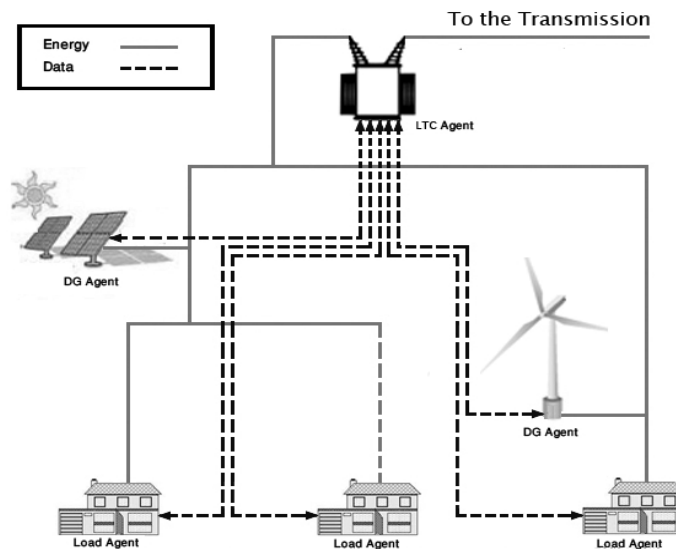 To the Transmission
Energy
Data
LTC Agent
DG Agent
DG Agent
Load Agent
Load Agent
Load Agent